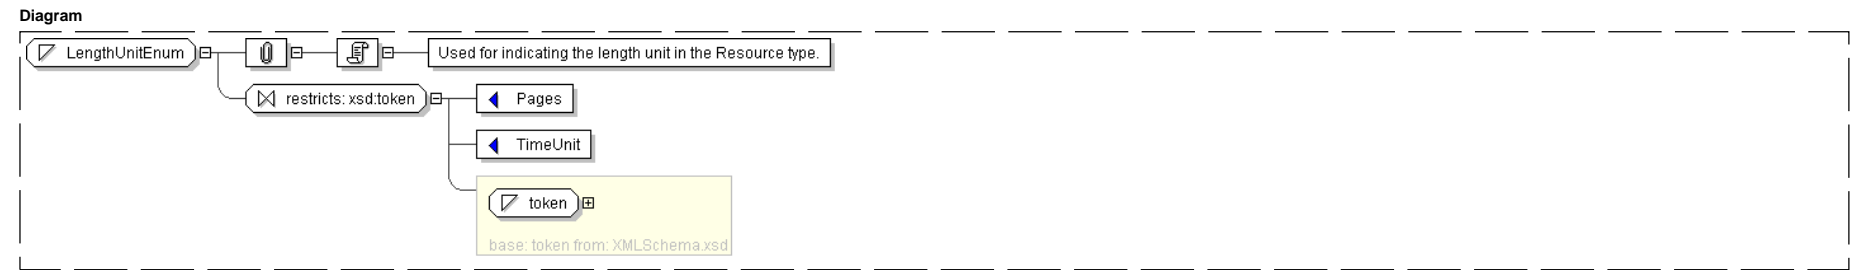 Diagram
LengthUnitEnum
Used for indicating the length unit in the Resource type.
restricts: xsd:token
Pages
TimeUnit
token
base: token from: XMLSchema.xsd